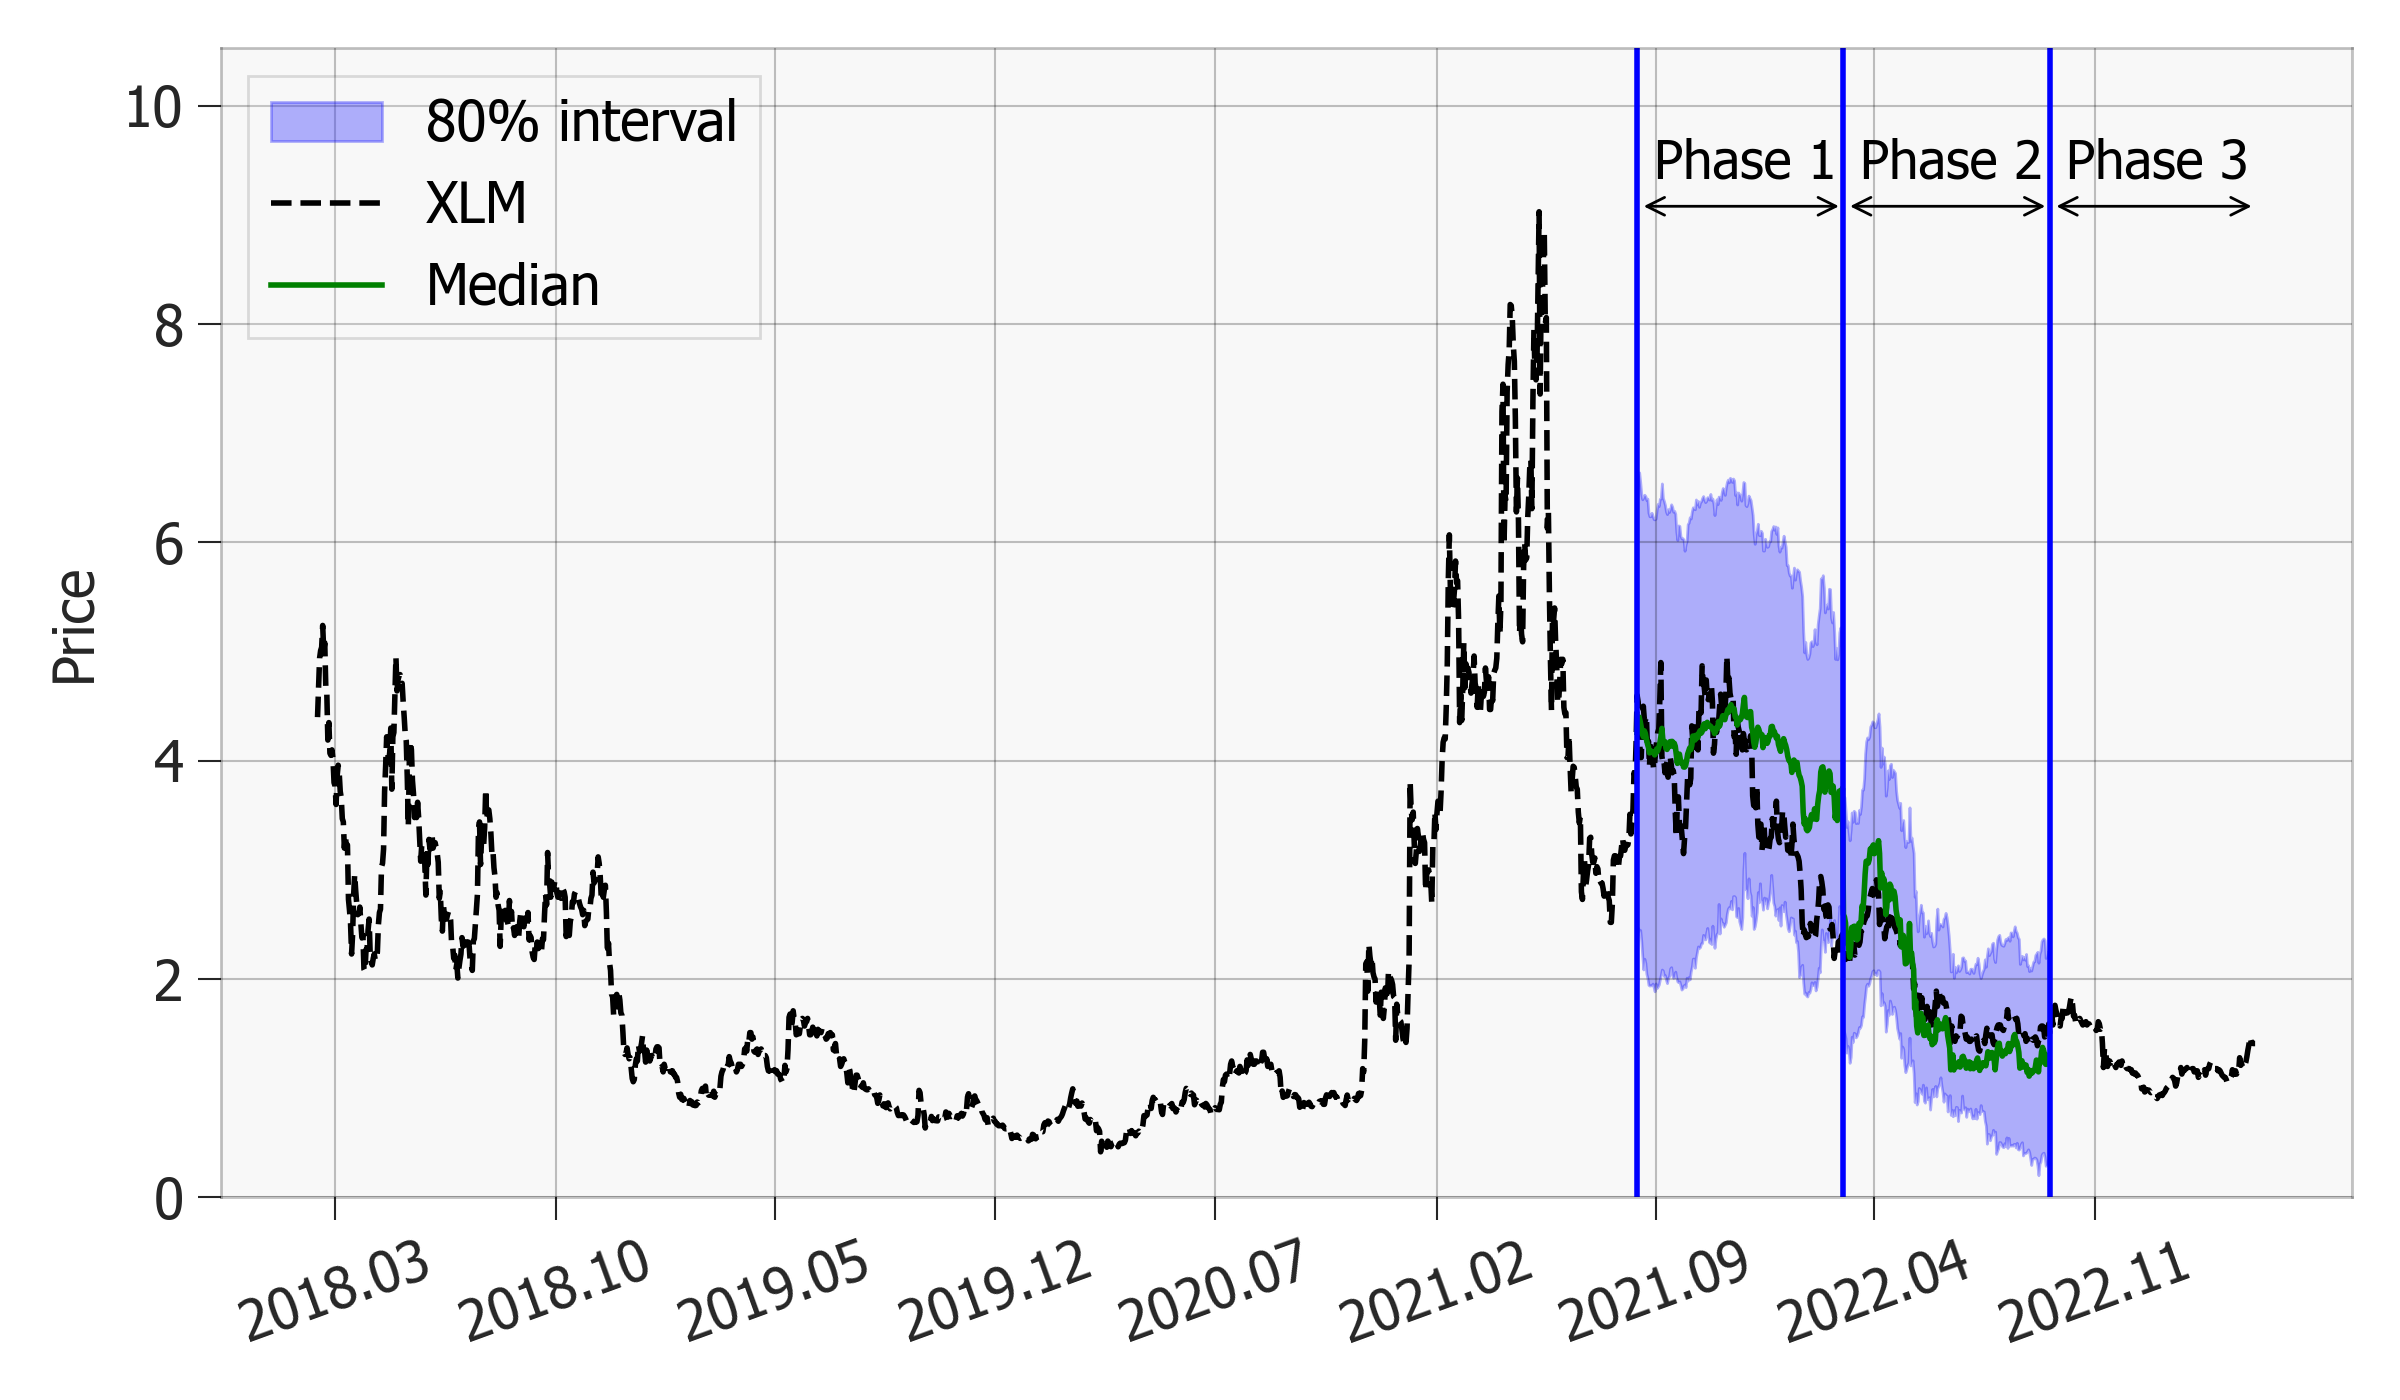 80% interval
XLM
Median
Phase 1
Phase 2
Phase 3
Price
10
8
6
4
2
0
2018.03
2018.10
2019.05
2019.12
2020.07
2021.02
2021.09
2022.04
2022.11